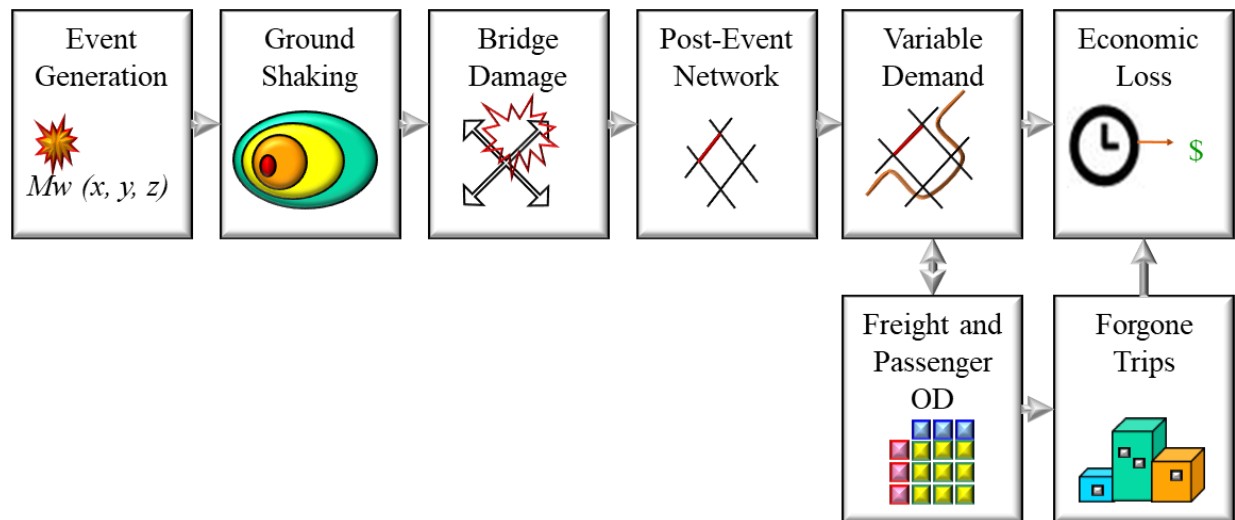 Event
Generation
Mw (x, y, z)
Ground
Shaking
Bridge
Damage
Post-Event
Network
Variable
Demand
Economic
Loss
$
Freight and
Passenger
OD
Forgone
Trips